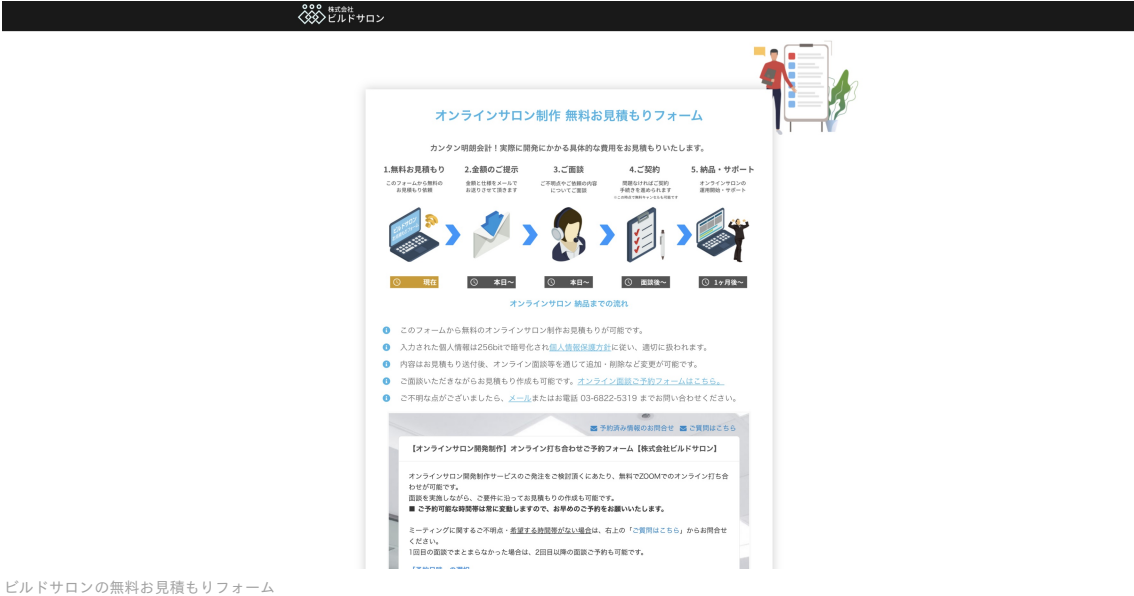 株式会社
ビルドサロン
オンラインサロン制作 無料お見積もりフォーム
カンタン明朗会計！実際に開発にかかる具体的な費用をお見積もりいたします。
1.無料お見積もり
このフォームから無料の
お見積もり依頼
2.金額のご提示
金額と仕様をメールで
お送りさせて頂きます
3.ご面談
ご不明点やご依頼の内容
についてご面談
4.ご契約
問題なければご契約
手続きを進められます
※この時点で無料キャンセルも可能です
5. 納品・サポート
オンラインサロンの
運用開始・サポート
ビルドサロン
現在
本日〜
本日〜
面談後〜
1ヶ月後〜
オンラインサロン 納品までの流れ
このフォームから無料のオンラインサロン制作お見積もりが可能です。
入力された個人情報は256bitで暗号化され個人情報保護方針に従い、適切に扱われます。
内容はお見積もり送付後、オンライン面談等を通じて追加・削除など変更が可能です。
ご面談いただきながらお見積もり作成も可能です。オンライン面談ご予約フォームはこちら。
ご不明な点がございましたら、メールまたはお電話 03-6822-5319 までお問い合わせください。
予約済み情報のお問合せ ご質問はこちら
【オンラインサロン開発制作】オンライン打ち合わせご予約フォーム【株式会社ビルドサロン】
オンラインサロン開発制作サービスのご発注をご検討頂くにあたり、無料でZOOMでのオンライン打ち合
わせが可能です。
面談を実施しながら、ご要件に沿ってお見積もりの作成も可能です。
■ ご予約可能な時間帯は常に変動しますので、お早めのご予約をお願いいたします。
ミーティングに関するご不明点・希望する時間帯がない場合は、右上の「ご質問はこちら」からお問合せ
ください。
1回目の面談でまとまらなかった場合は、2回目以降の面談ご予約も可能です。
ビルドサロンの無料お見積もりフォーム